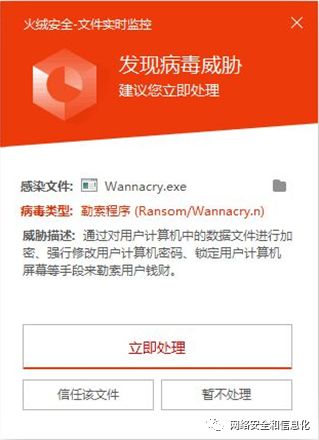 火绒安全-文件实时监控
发现病毒威胁
建议您立即处理
感染文件: Wannacry.exe
病毒类型: 勒索程序 (Ransom/Wannacry.n)
威胁描述: 通过对用户计算机中的数据文件进行加
密、强行修改用户计算机密码、锁定用户计算机
屏幕等手段来勒索用户钱财。
立即处理
信任该文件
暂不处理
网络安全和信息化